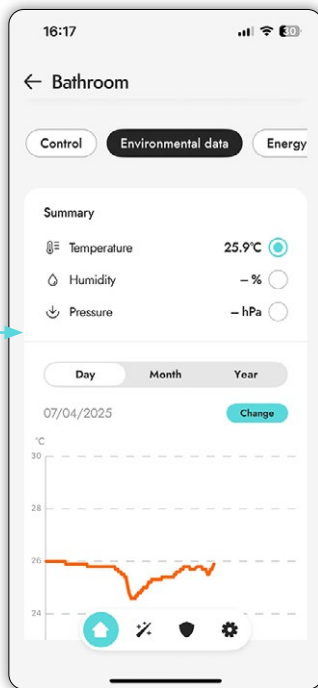 16:17
30
Bathroom
Control Environmental data Energy
Summary
Temperature 25.9°C
Humidity – %
Pressure – hPa
Day Month Year
07/04/2025 Change
°C
30
28
26
24